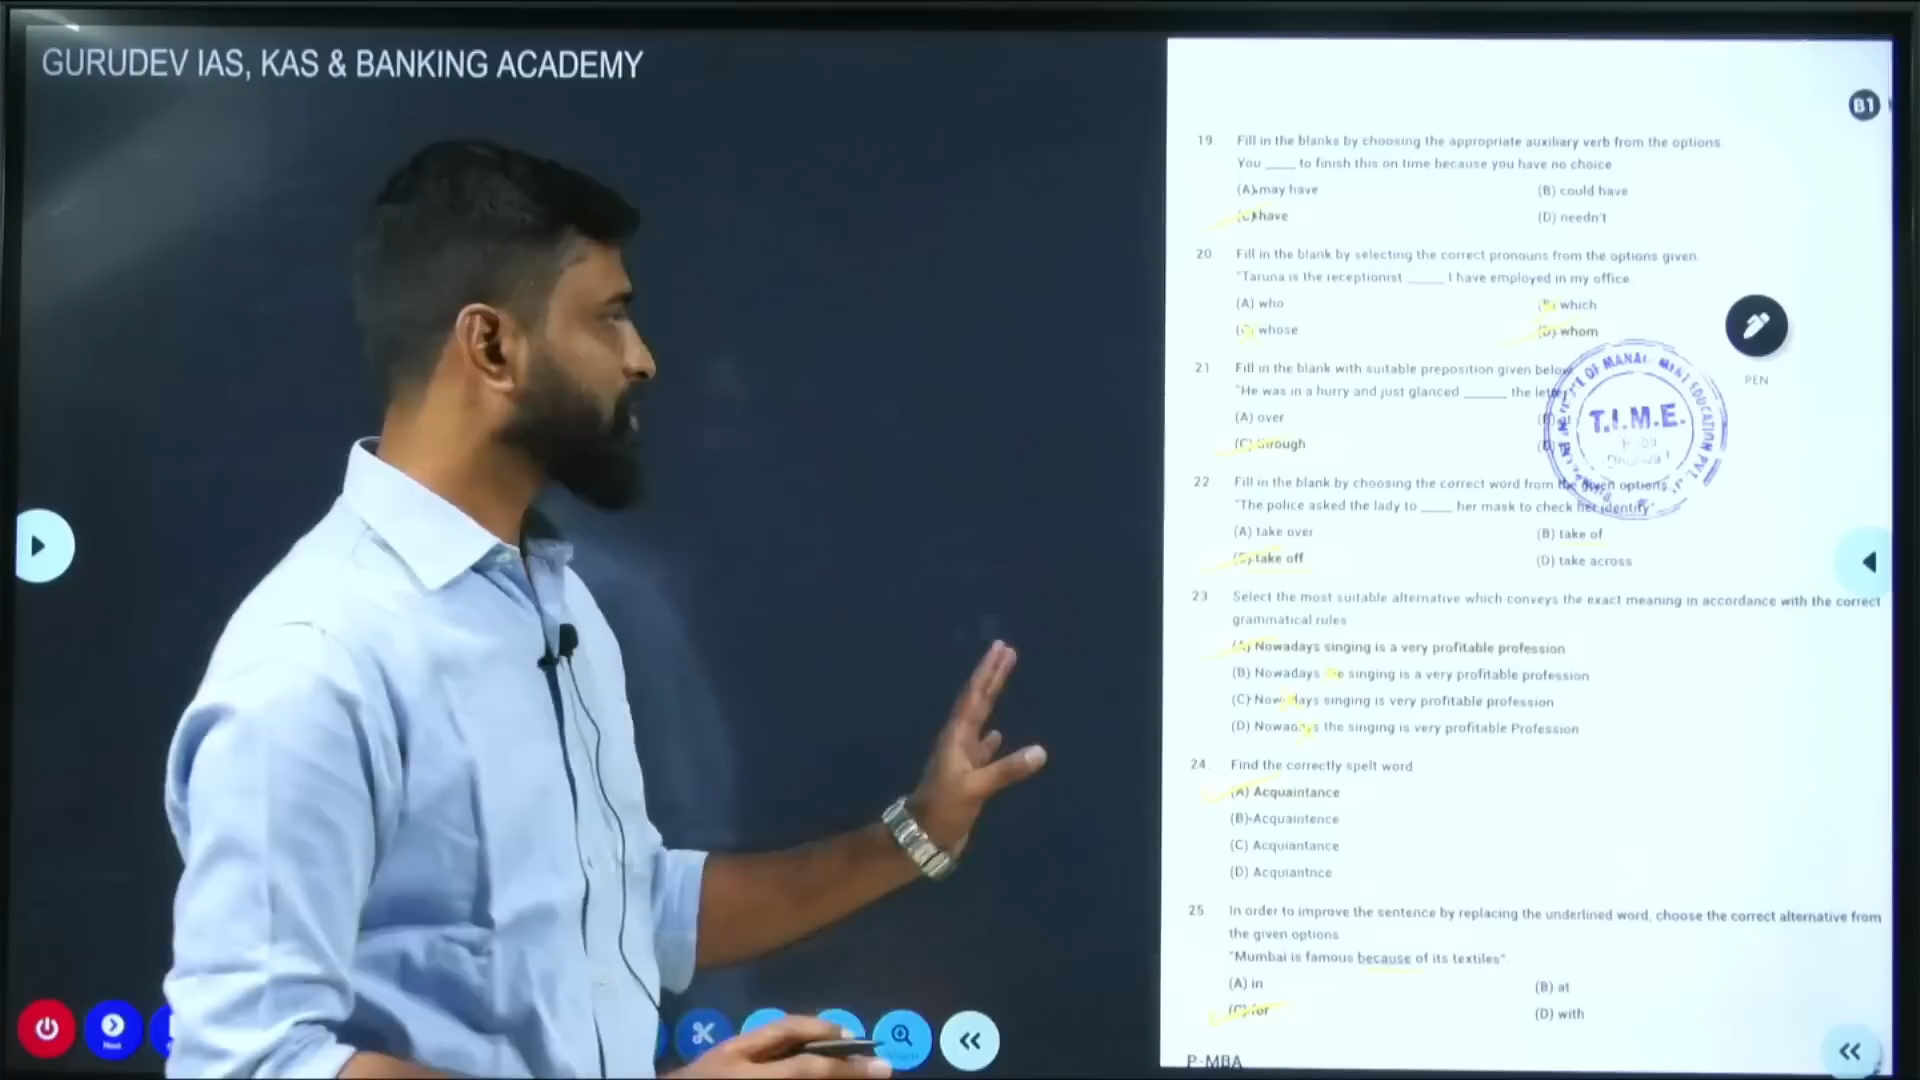 GURUDEV IAS, KAS & BANKING ACADEMY
B1
19. Fill in the blanks by choosing the appropriate auxiliary verb from the options.
You ____ to finish this on time because you have no choice
(A) may have (B) could have
(C) have (D) needn't
20. Fill in the blank by selecting the correct pronouns from the options given.
"Taruna is the receptionist _____ I have employed in my office.
(A) who (B) which
(C) whose (D) whom
PEN
21 Fill in the blank with suitable preposition given below
"He was in a hurry and just glanced ______ the letter
(A) over
(C) through
T.I.M.E.
22 Fill in the blank by choosing the correct word from the given options.
"The police asked the lady to ____ her mask to check her identify"
(A) take over (B) take of
(C) take off (D) take across
23 Select the most suitable alternative which conveys the exact meaning in accordance with the correct
grammatical rules
(A) Nowadays singing is a very profitable profession
(B) Nowadays the singing is a very profitable profession
(C) Nowadays singing is very profitable profession
(D) Nowadays the singing is very profitable Profession
24. Find the correctly spelt word
(A) Acquaintance
(B) Acquaintence
(C) Acquiantance
(D) Acquiantnce
25 In order to improve the sentence by replacing the underlined word, choose the correct alternative from
the given options
"Mumbai is famous because of its textiles".
(A) in (B) at
(C) for (D) with
Next
P-MBA